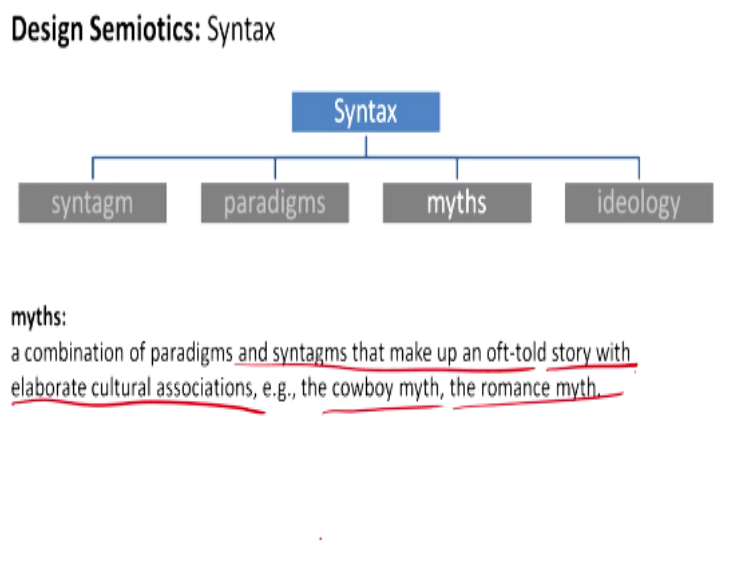 Design Semiotics: Syntax
Syntax
syntagm paradigms myths ideology
myths:
a combination of paradigms and syntagms that make up an oft-told story with
elaborate cultural associations, e.g., the cowboy myth, the romance myth.